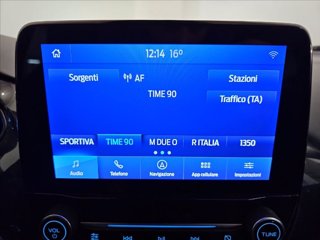 12:14 16°
Sorgenti AF Stazioni
TIME 90
Traffico (TA)
SPORTIVA TIME 90 M DUE O R ITALIA 1350
Audio Telefono Navigazione App cellulare Impostazioni
VOL TUNE